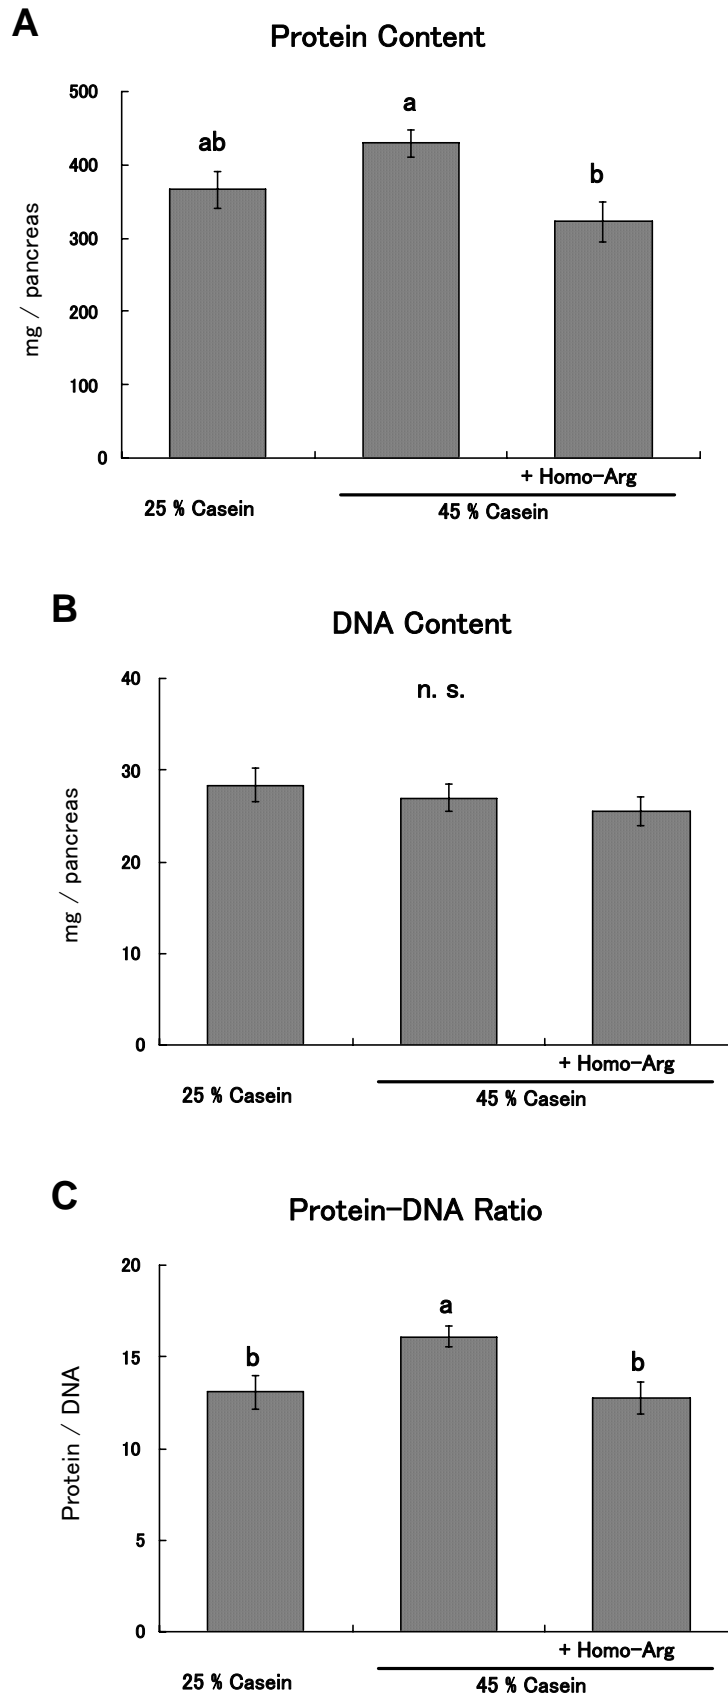 A
Protein Content
500
400
300
200
100
0
mg / pancreas
ab
a
b
+ Homo-Arg
25 % Casein
45 % Casein
B
DNA Content
40
30
20
10
0
mg / pancreas
n. s.
+ Homo-Arg
25 % Casein
45 % Casein
C
Protein-DNA Ratio
20
15
10
5
0
Protein / DNA
b
a
b
+ Homo-Arg
25 % Casein
45 % Casein